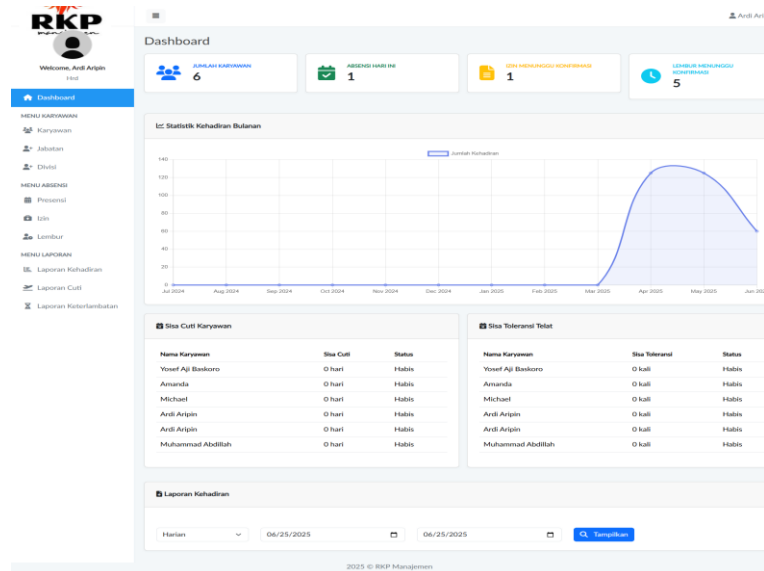 RKP
manajemen
Welcome, Ardi Aripin
Hrd
Dashboard
MENU KARYAWAN
Karyawan
Jabatan
Divisi
MENU ABSENSI
Presensi
Izin
Lembur
MENU LAPORAN
Laporan Kehadiran
Laporan Cuti
Laporan Keterlambatan
Ardi Ari
Dashboard
JUMLAH KARYAWAN
6
ABSENSI HARI INI
1
IZIN MENUNGGU KONFIRMASI
1
LEMBUR MENUNGGU
KONFIRMASI
5
Statistik Kehadiran Bulanan
Jumlah Kehadiran
140
120
100
80
60
40
20
0
Jul 2024 Aug 2024 Sep 2024 Oct 2024 Nov 2024 Dec 2024 Jan 2025 Feb 2025 Mar 2025 Apr 2025 May 2025 Jun 20
Sisa Cuti Karyawan
Nama Karyawan Sisa Cuti Status
Yosef Aji Baskoro 0 hari Habis
Amanda 0 hari Habis
Michael 0 hari Habis
Ardi Aripin 0 hari Habis
Ardi Aripin 0 hari Habis
Muhammad Abdillah 0 hari Habis
Sisa Toleransi Telat
Nama Karyawan Sisa Toleransi Status
Yosef Aji Baskoro 0 kali Habis
Amanda 0 kali Habis
Michael 0 kali Habis
Ardi Aripin 0 kali Habis
Ardi Aripin 0 kali Habis
Muhammad Abdillah 0 kali Habis
Laporan Kehadiran
Harian 06/25/2025 06/25/2025 Tampilkan
2025 © RKP Manajemen